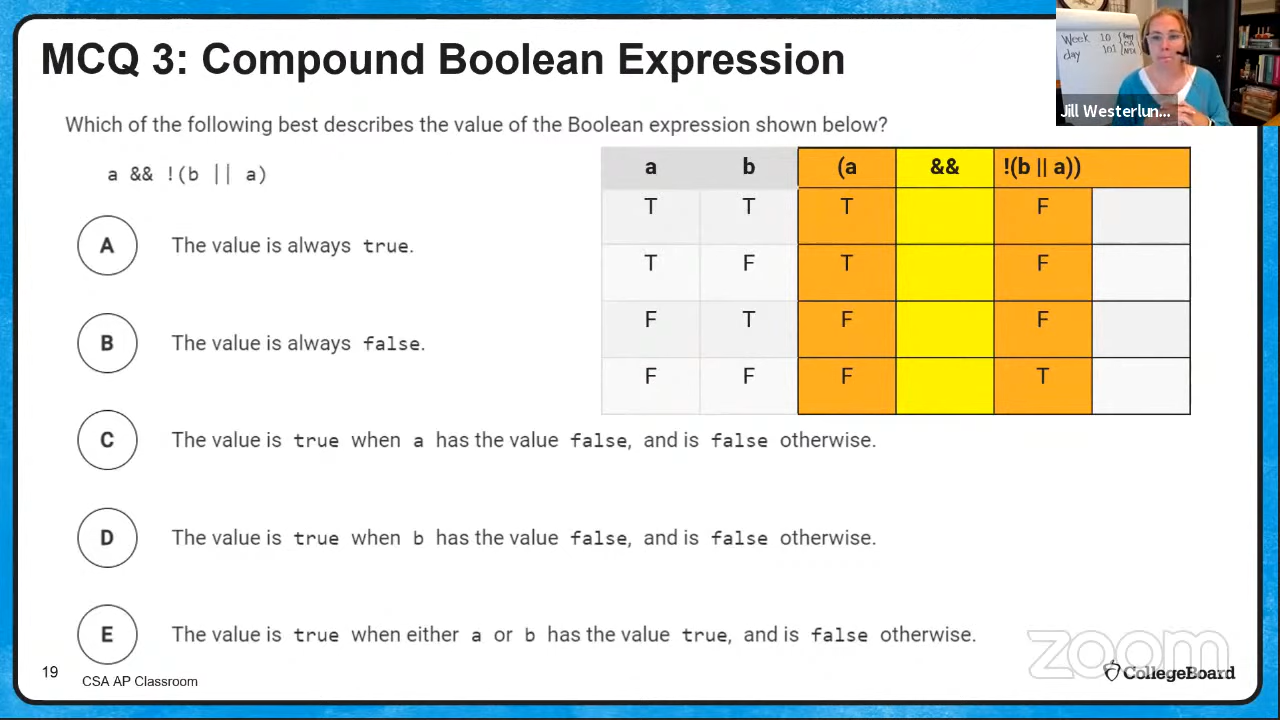 MCQ 3: Compound Boolean Expression
Week 10
day 101
Jill Westerlun...
Which of the following best describes the value of the Boolean expression shown below?
a && !(b || a)
a b (a && !(b || a))
T T T F
T F T F
F T F F
F F F T
A The value is always true.
B The value is always false.
C The value is true when a has the value false, and is false otherwise.
D The value is true when b has the value false, and is false otherwise.
E The value is true when either a or b has the value true, and is false otherwise.
zoom
19
CSA AP Classroom
CollegeBoard